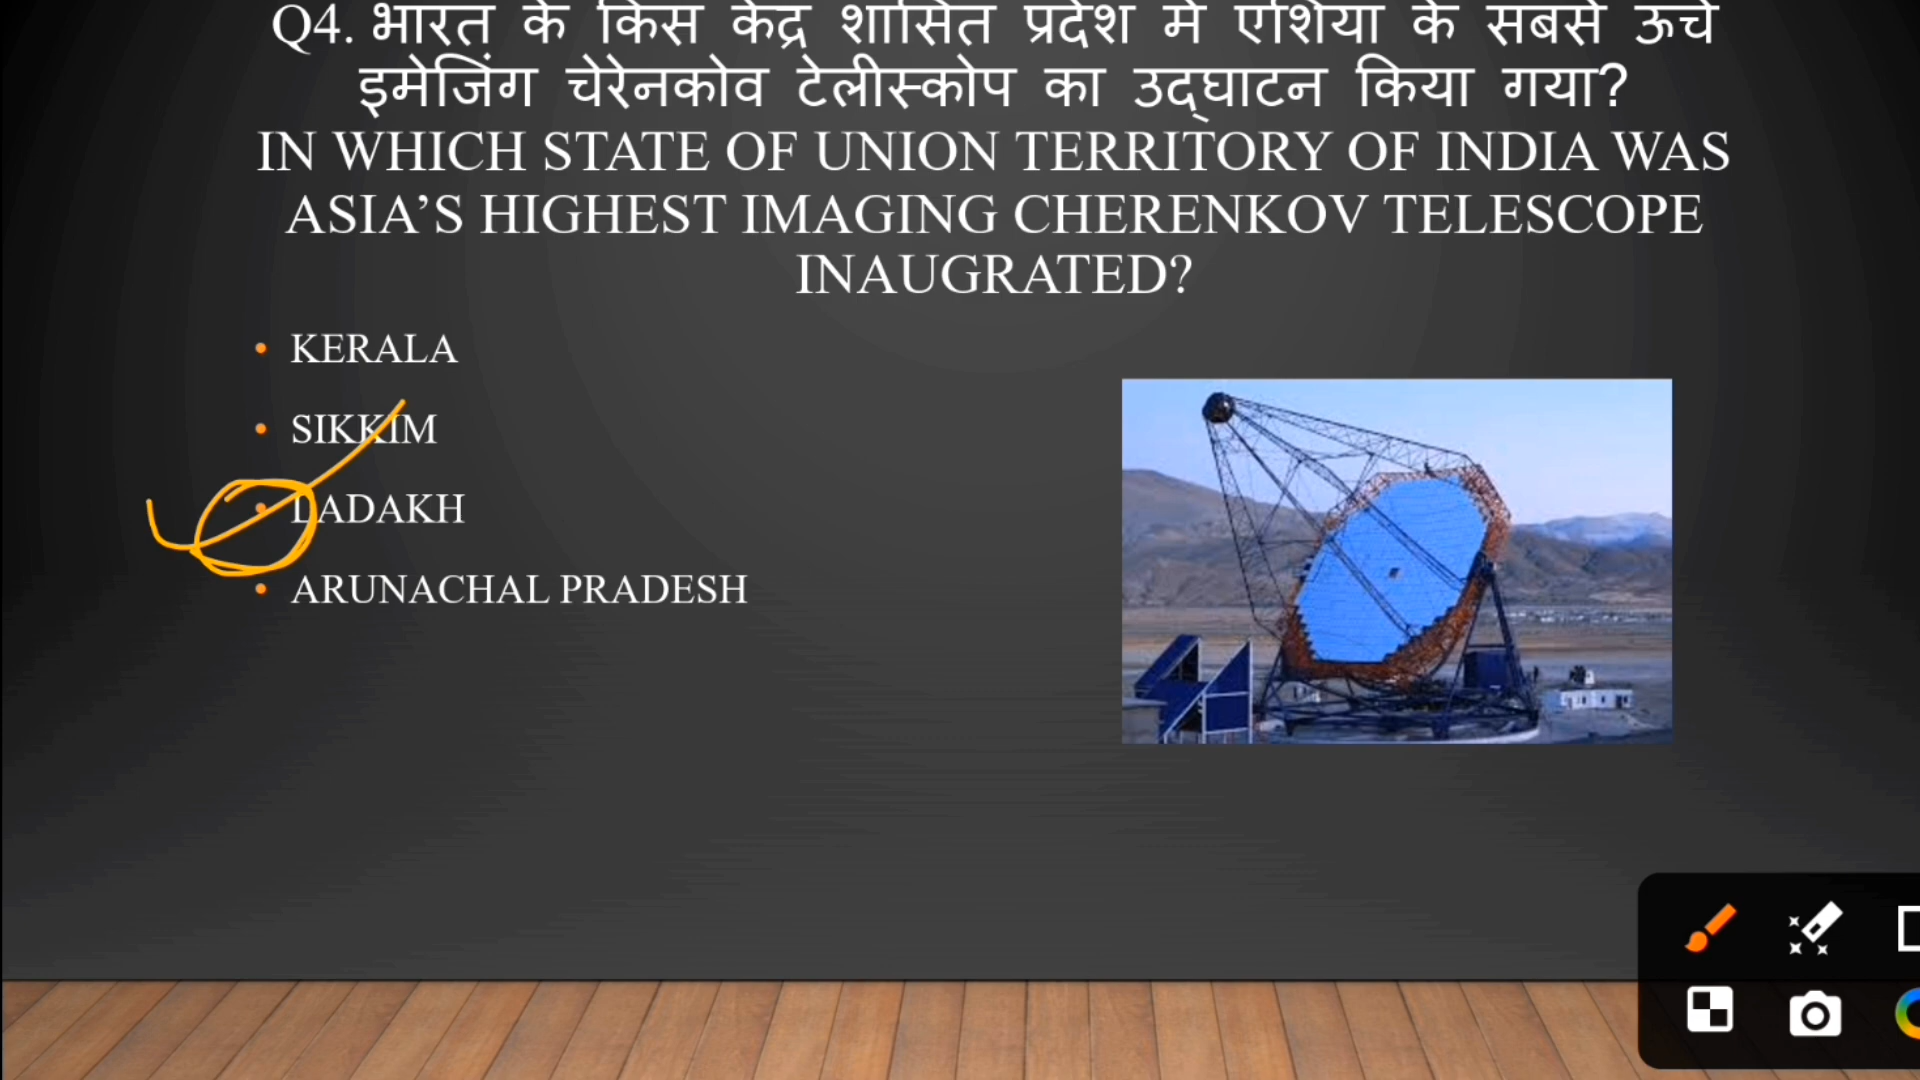 Q4. भारत के किस केंद्र शासित प्रदेश में एशिया के सबसे ऊंचे
इमेजिंग चेरेनकोव टेलीस्कोप का उद्घाटन किया गया?
IN WHICH STATE OF UNION TERRITORY OF INDIA WAS
ASIA’S HIGHEST IMAGING CHERENKOV TELESCOPE
INAUGRATED?
• KERALA
• SIKKIM
• LADAKH
• ARUNACHAL PRADESH